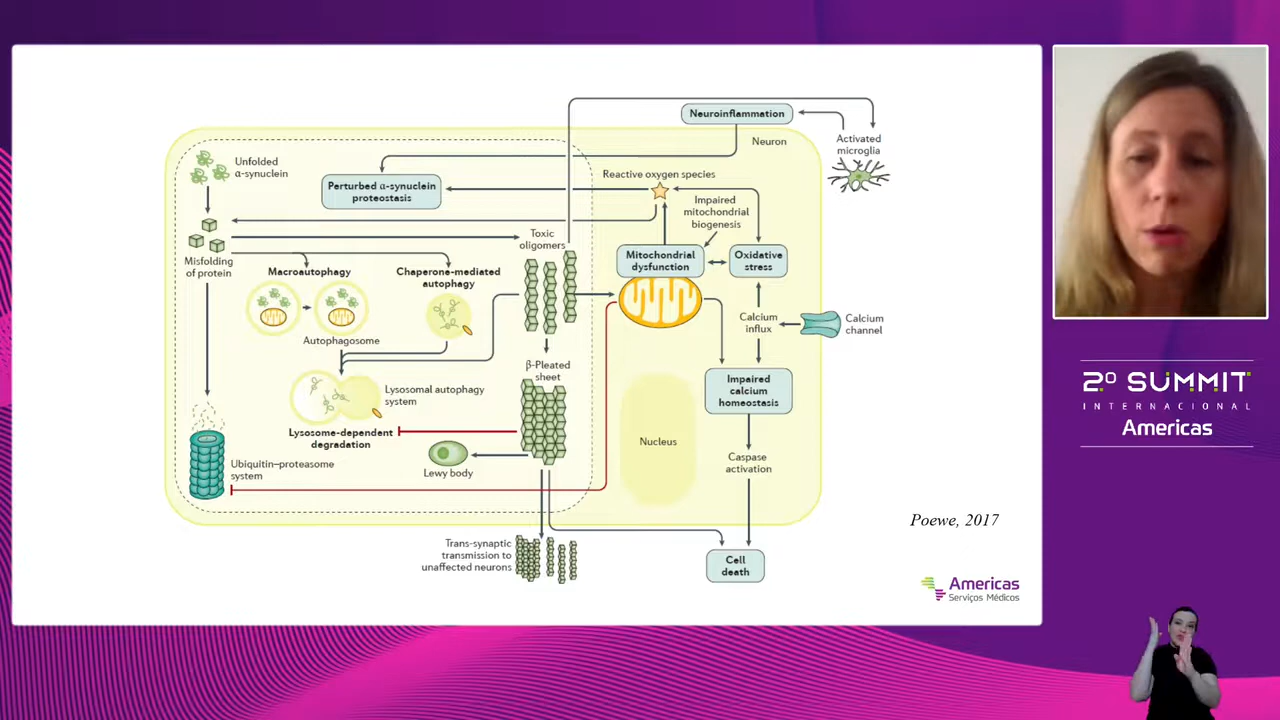 Neuroinflammation
Activated
microglia
Neuron
Unfolded
α-synuclein
Perturbed α-synuclein
proteostasis
Reactive oxygen species
Impaired
mitochondrial
biogenesis
Toxic
oligomers
Misfolding
of protein
Macroautophagy
Chaperone-mediated
autophagy
Mitochondrial
dysfunction
Oxidative
stress
Calcium
influx
Calcium
channel
Autophagosome
β-Pleated
sheet
Lysosomal autophagy
system
Impaired
calcium
homeostasis
Lysosome-dependent
degradation
Nucleus
Lewy body
Ubiquitin–proteasome
system
Caspase
activation
Trans-synaptic
transmission to
unaffected neurons
Cell
death
Poewe, 2017
Americas
Serviços Médicos
2º SUMMIT
INTERNACIONAL
Americas